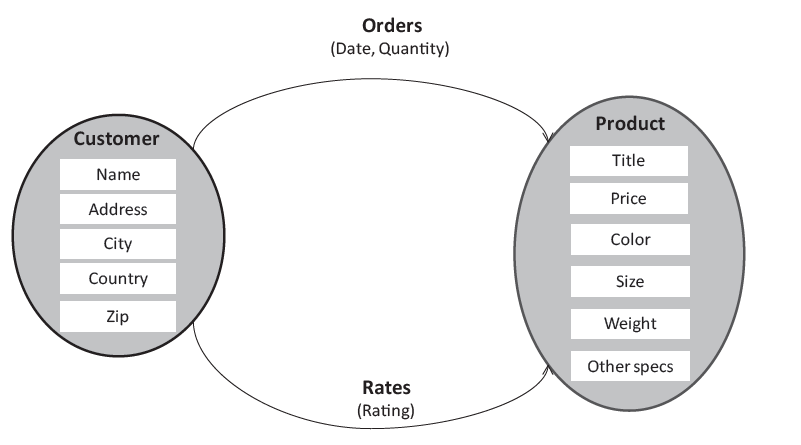 Orders
(Date, Quantity)
Customer
Name
Address
City
Country
Zip
Product
Title
Price
Color
Size
Weight
Other specs
Rates
(Rating)